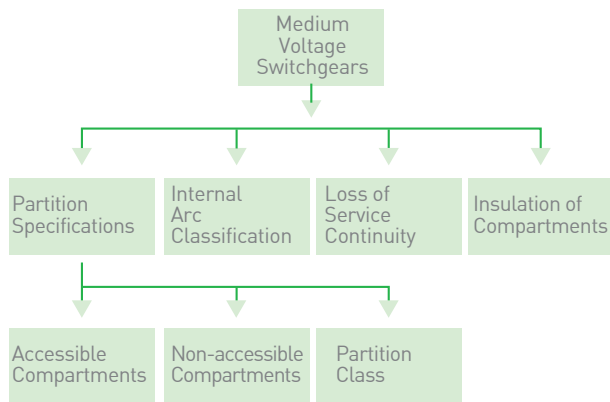 Medium
Voltage
Switchgears
Partition
Specifications
Internal
Arc
Classification
Loss of
Service
Continuity
Insulation of
Compartments
Accessible
Compartments
Non-accessible
Compartments
Partition
Class